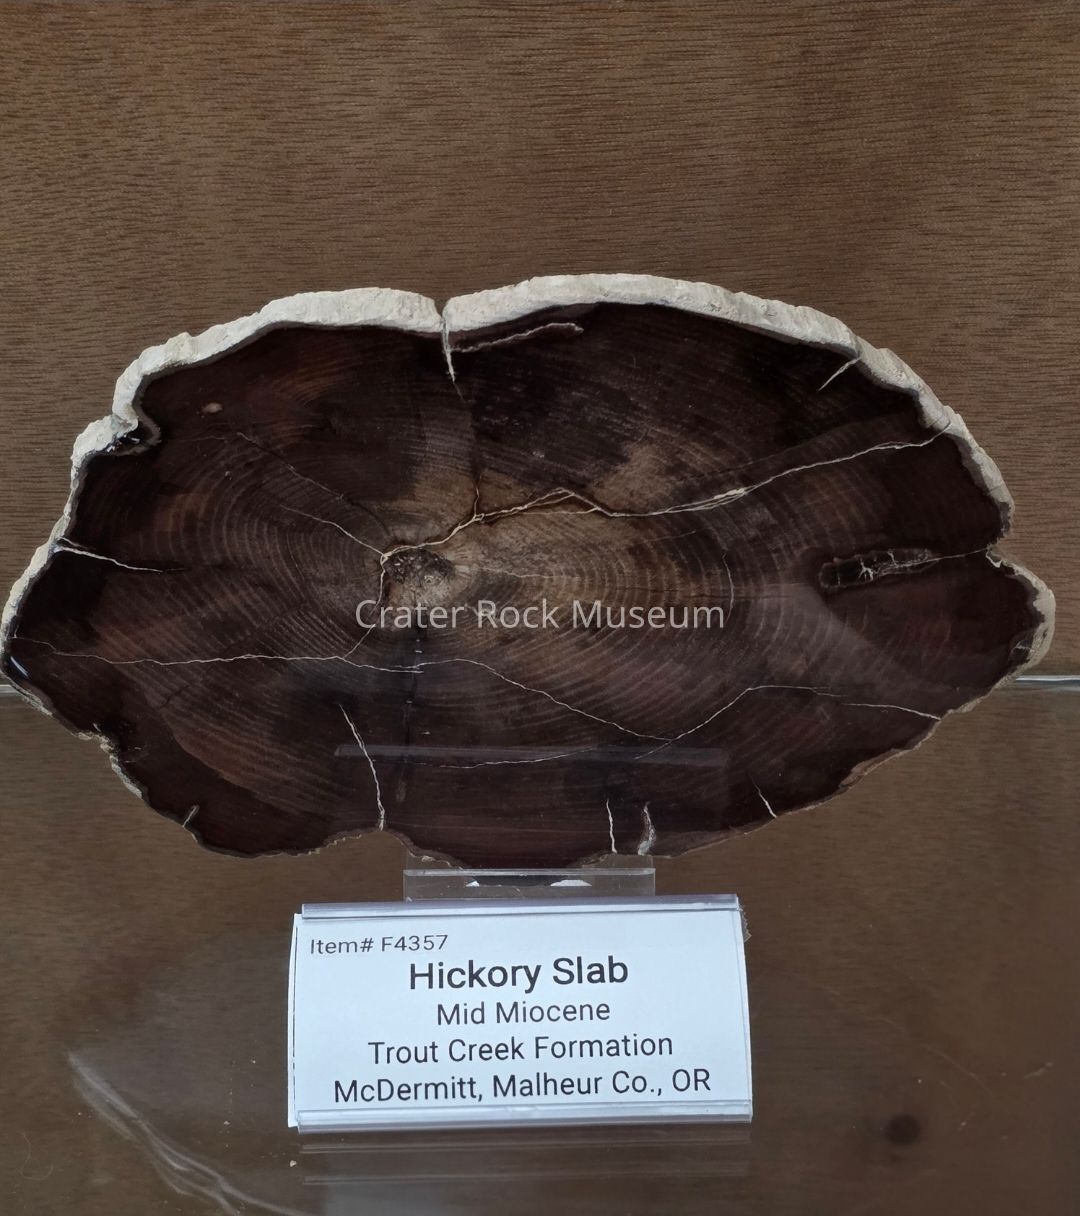 Crater Rock Museum
Item# F4357
Hickory Slab
Mid Miocene
Trout Creek Formation
McDermitt, Malheur Co., OR